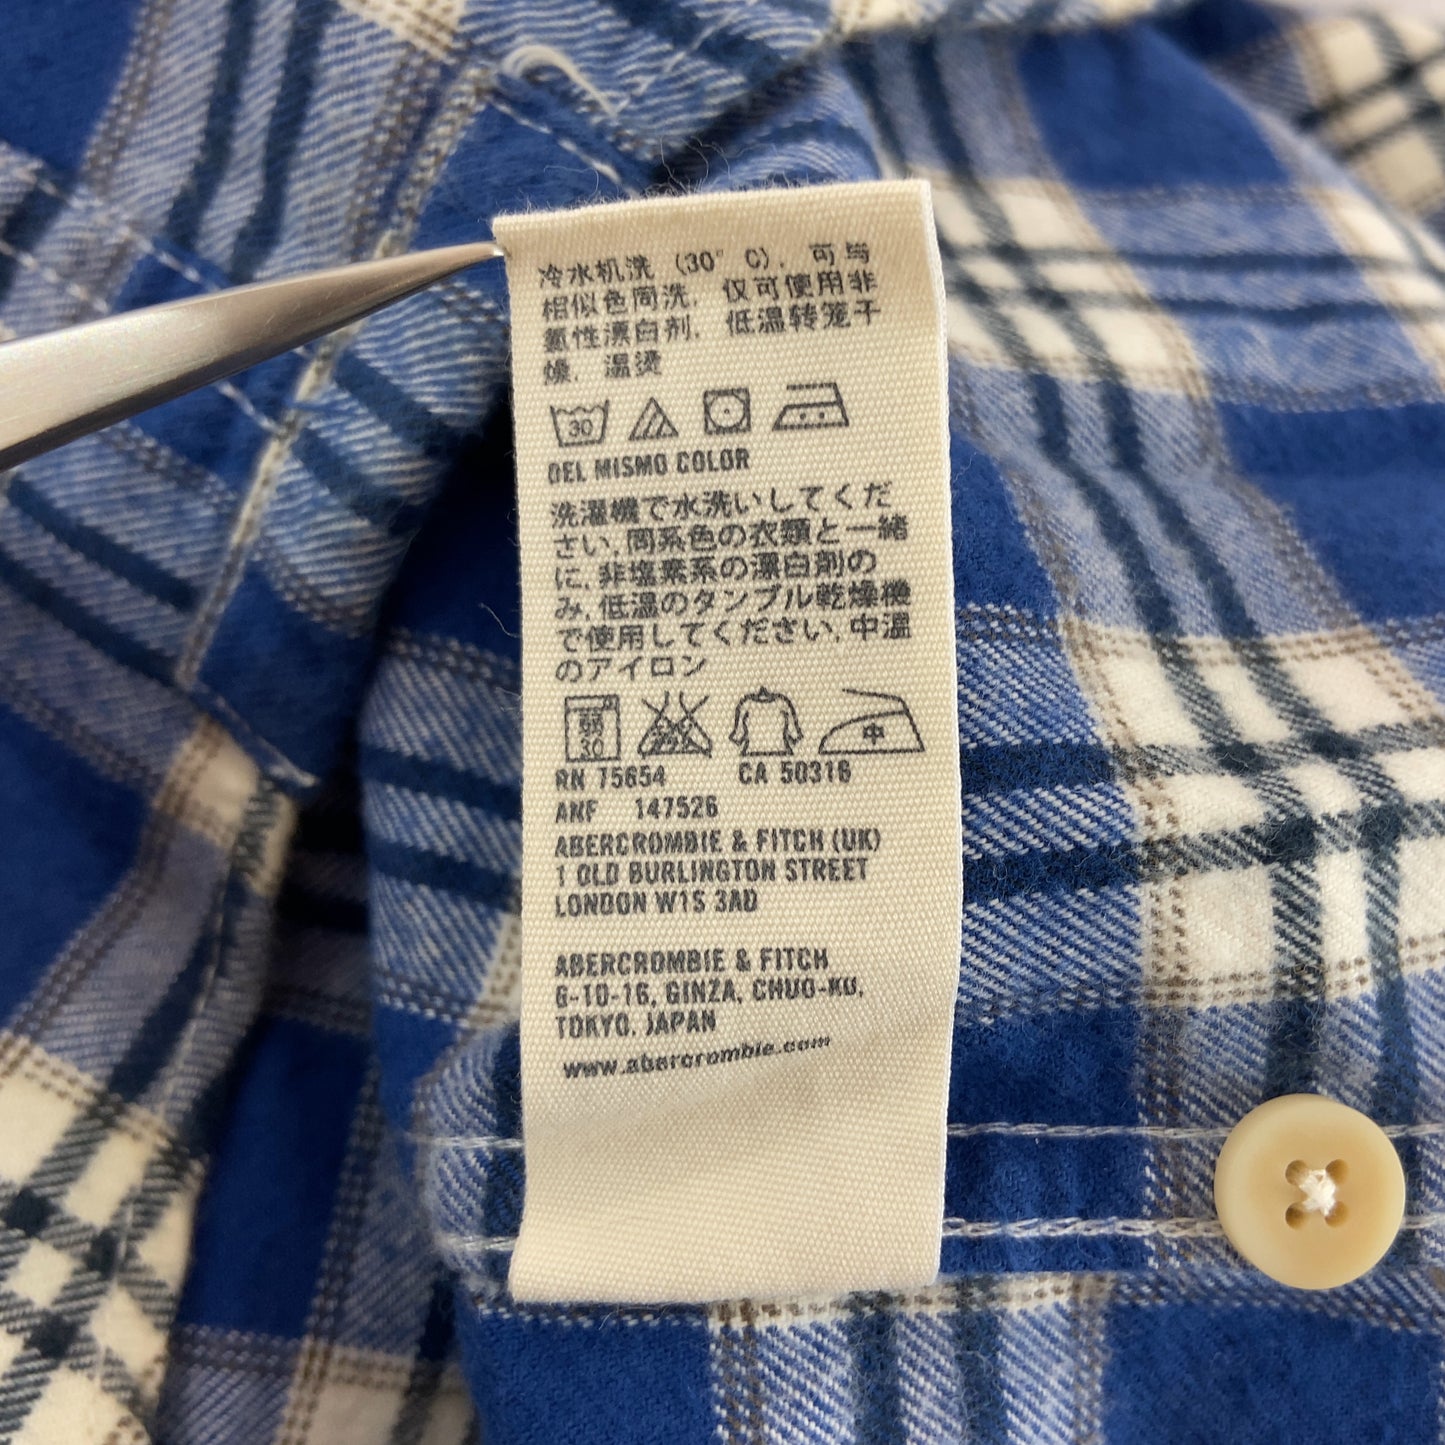 冷水机洗 (30° C), 可与
相似色同洗, 仅可使用非
氯性漂白剂, 低温转笼干
燥, 温烫
30
DEL MISMO COLOR
洗濯機で水洗いしてくだ
さい,同系色の衣類と一緒
に, 非塩素系の漂白剤の
み, 低温のタンブル乾燥機
で使用してください,中温
のアイロン
弱
30
中
RN 75654 CA 50316
ANF 147526
ABERCROMBIE & FITCH (UK)
1 OLD BURLINGTON STREET
LONDON W1S 3AD
ABERCROMBIE & FITCH
6-10-16, GINZA, CHUO-KU,
TOKYO, JAPAN
www.abercrombie.com